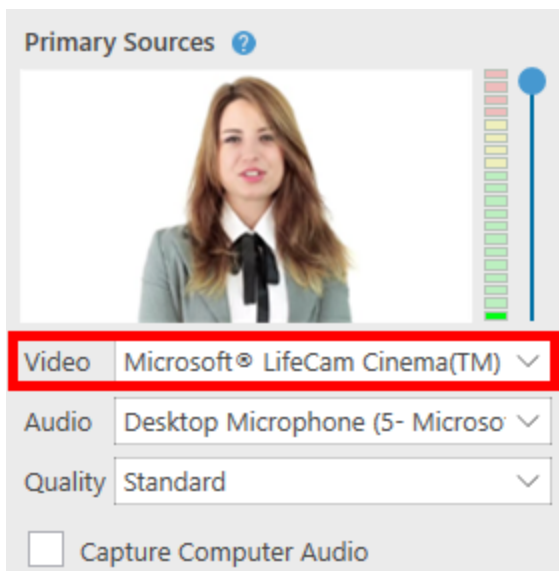 Primary Sources ?
Video Microsoft® LifeCam Cinema(TM)
Audio Desktop Microphone (5- Microso
Quality Standard
Capture Computer Audio